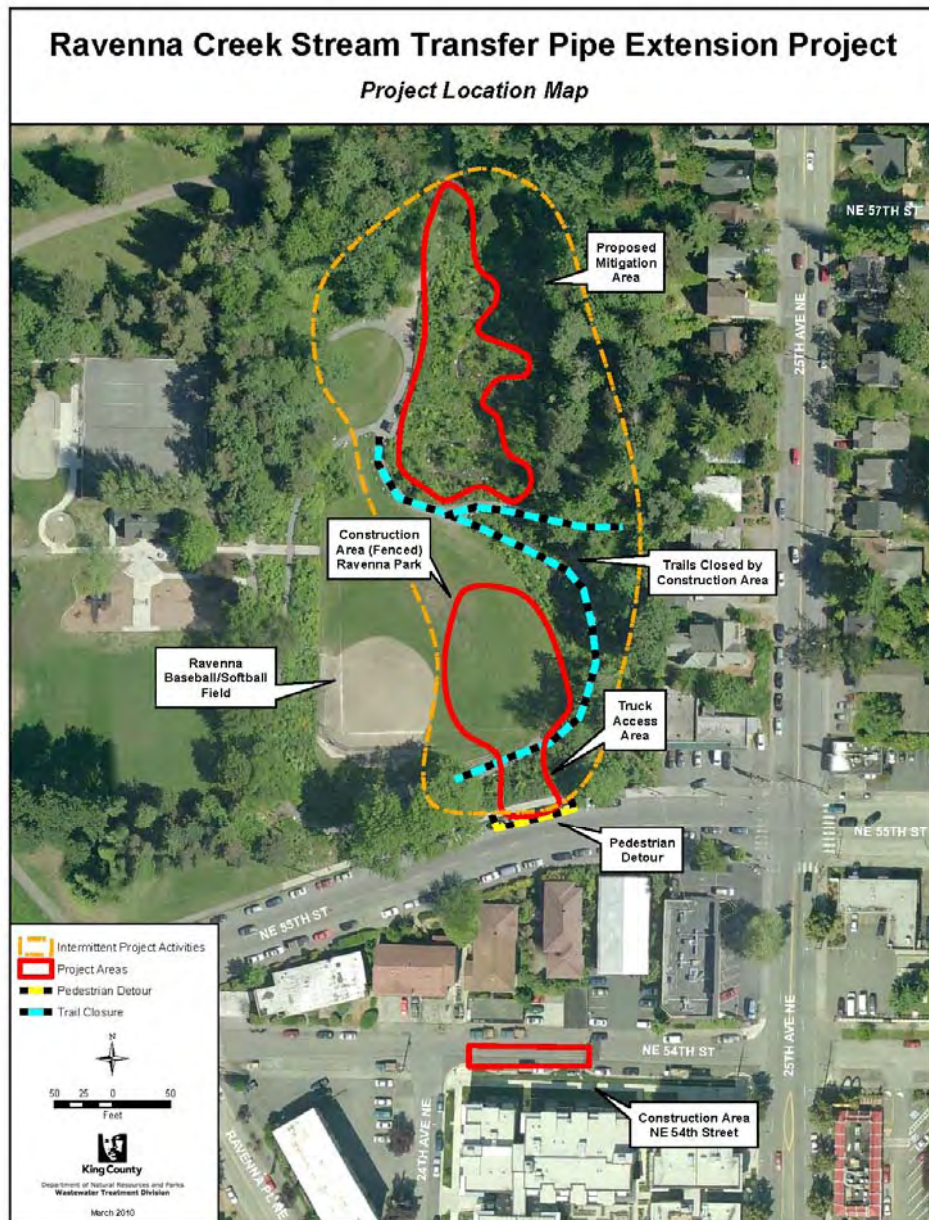 Ravenna Creek Stream Transfer Pipe Extension Project
Project Location Map
NE 57TH ST
Proposed
Mitigation
Area
25TH AVE NE
Construction
Area (Fenced)
Ravenna Park
Trails Closed by
Construction Area
Ravenna
Baseball/Softball
Field
Truck
Access
Area
NE 55TH ST
Pedestrian
Detour
NE 55TH ST
Intermittent Project Activities
Project Areas
Pedestrian Detour
Trail Closure
N
50 25 0 50
Feet
King County
Department of Natural Resources and Parks
Wastewater Treatment Division
March 2010
NE 54TH ST
25TH AVE NE
Construction Area
NE 54th Street
24TH AVE NE
RAVENNA PL NE